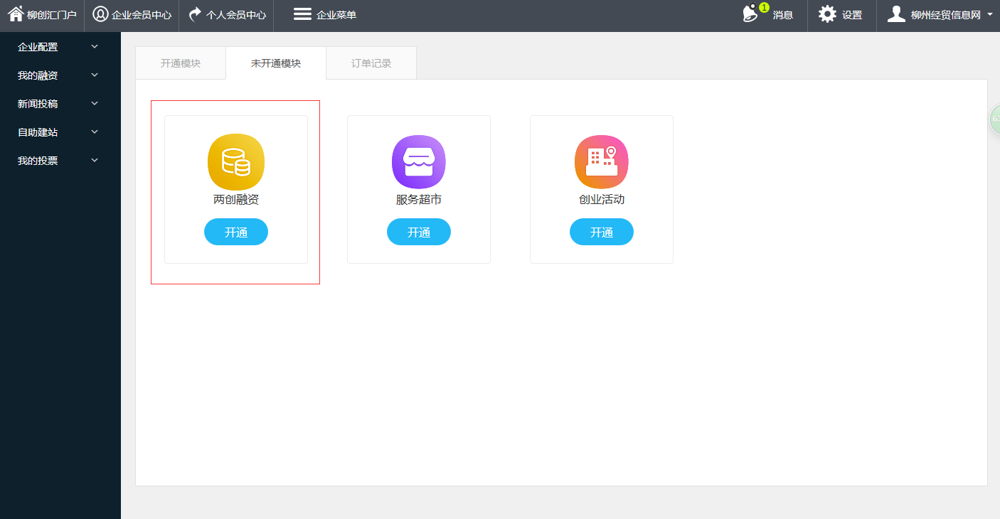 柳创汇门户 企业会员中心 个人会员中心 企业菜单 1 消息 设置 柳州经贸信息网
企业配置
我的融资
新闻投稿
自助建站
我的投票
开通模块 未开通模块 订单记录
两创融资 服务超市 创业活动
开通 开通 开通